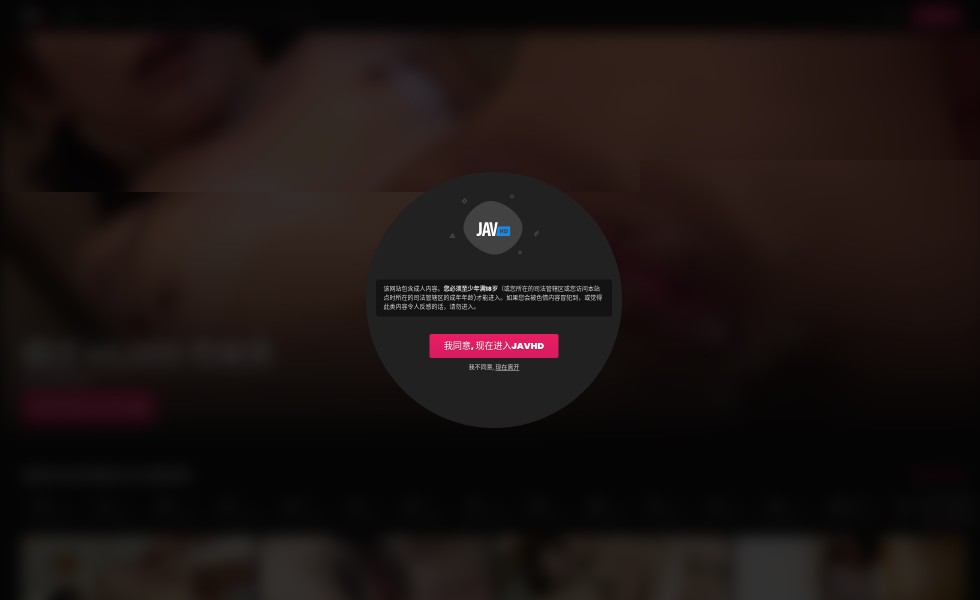 JAV HD
该网站包含成人内容。您必须至少年满18岁（或您所在的司法管辖区或您访问本站
点时所在的司法管辖区的成年年龄)才能进入。如果您会被色情内容冒犯到，或觉得
此类内容令人反感的话，请勿进入。
我同意, 现在进入JAVHD
我不同意, 现在离开